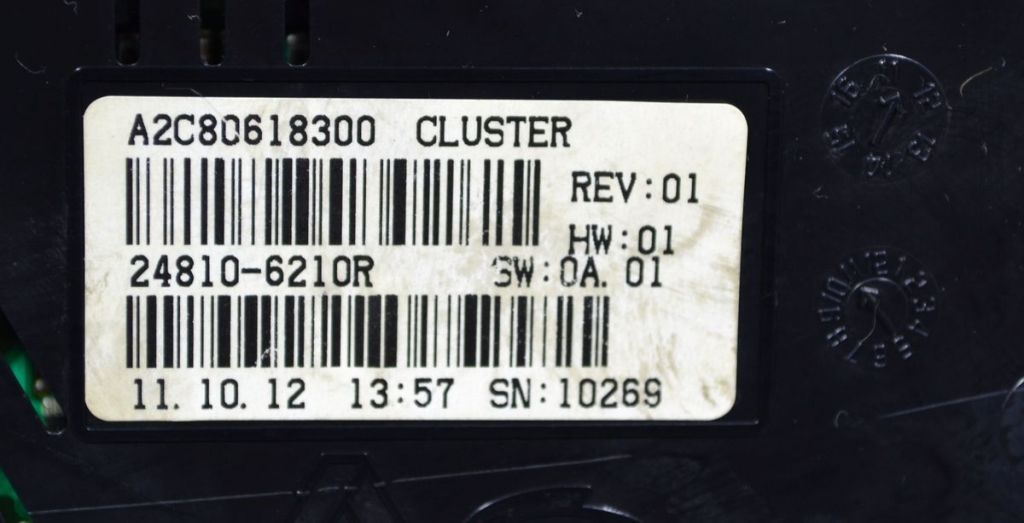 A2C80618300 CLUSTER
REV:01
HW:01
24810-6210R SW:0A.01
11.10.12 13:57 SN:10269